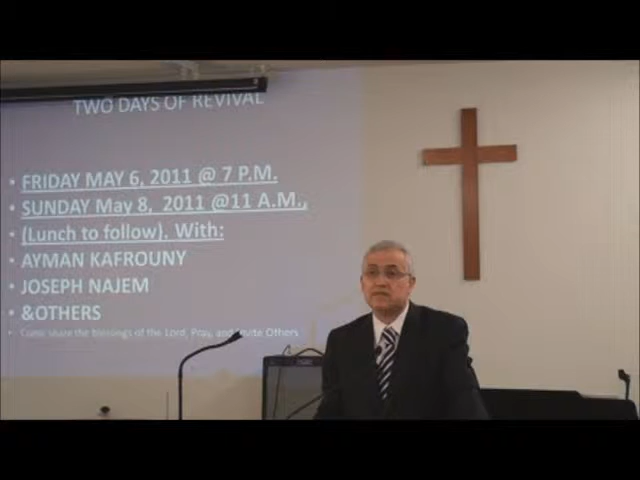 TWO DAYS OF REVIVAL
• FRIDAY MAY 6, 2011 @ 7 P.M.
• SUNDAY May 8, 2011 @11 A.M.,
• (Lunch to follow). With:
• AYMAN KAFROUNY
• JOSEPH NAJEM
• &OTHERS
• Come share the blessings of the Lord, Pray, and Invite Others